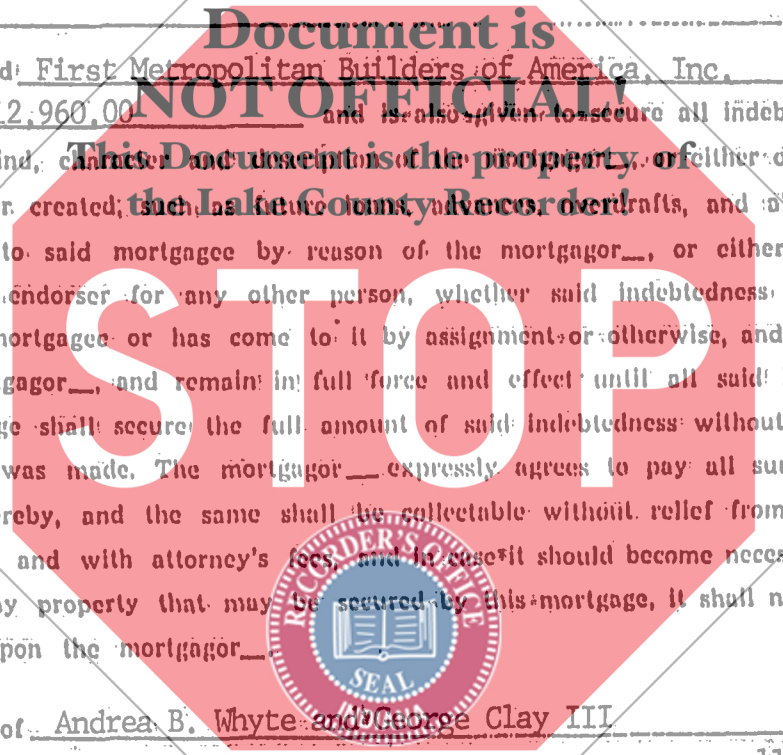 Document is
d First Metropolitan Builders of America, Inc.
NOT OFFICIAL!
12,960.00 and is also given to secure all indeb
This Document is the property of
ind, character and description of the mortgagor__, or either o
the Lake County Recorder!
r created, such as future loans, advances, overdrafts, and a
to said mortgagee by reason of the mortgagor__, or either
endorser for any other person, whether said indebtedness
ortgagee or has come to it by assignment or otherwise, and
gagor__, and remain in full force and effect until all said
ge shall secure the full amount of said indebtedness without
was made. The mortgagor__ expressly agrees to pay all su
reby, and the same shall be collectable without relief from
and with attorney's fees, and in case it should become neces
y property that may be secured by this mortgage, it shall n
pon the mortgagor__.
STOP
RECORDER'S OFFICE
SEAL
of Andrea B. Whyte and George Clay III